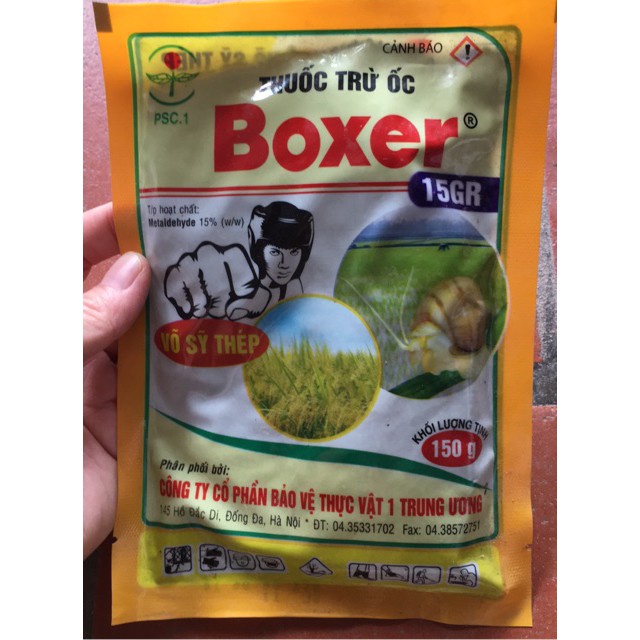 CẢNH BÁO
THUỐC TRỪ ỐC
PSC.1
Boxer®
15GR
Metaldehyde 15% (w/w)
VÕ SỸ THÉP
KHỐI LƯỢNG TỊNH
150 g
Phân phối bởi:
CÔNG TY CỔ PHẦN BẢO VỆ THỰC VẬT 1 TRUNG ƯƠNG
145 Hồ Đắc Di, Đống Đa, Hà Nội * ĐT: 04.35331702 Fax: 04.38572751